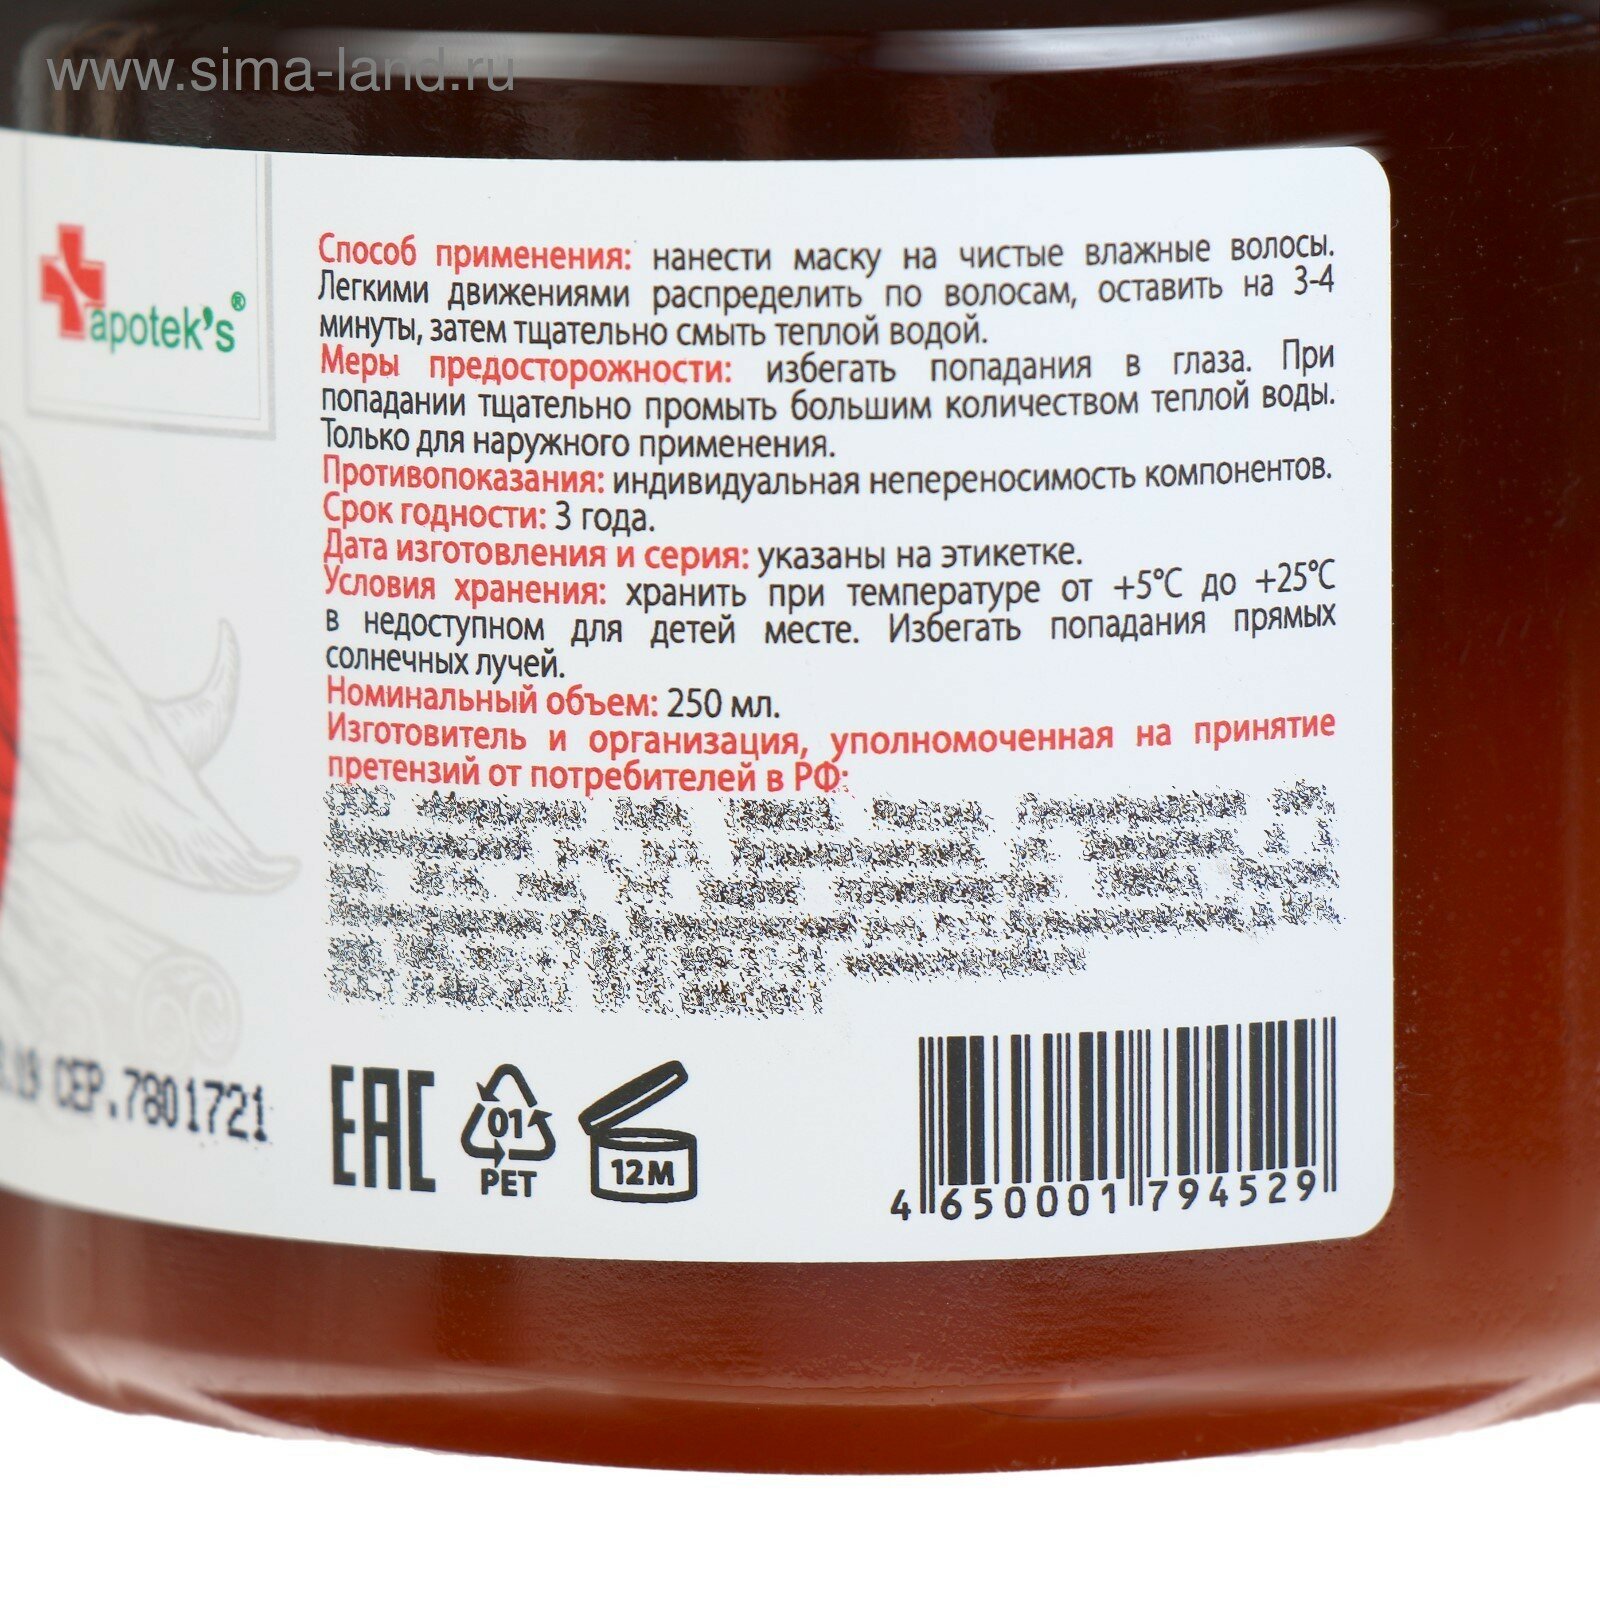 www.sima-land.ru
apotek's®
Способ применения: нанести маску на чистые влажные волосы.
Легкими движениями распределить по волосам, оставить на 3-4
минуты, затем тщательно смыть теплой водой.
Меры предосторожности: избегать попадания в глаза. При
попадании тщательно промыть большим количеством теплой воды.
Только для наружного применения.
Противопоказания: индивидуальная непереносимость компонентов.
Срок годности: 3 года.
Дата изготовления и серия: указаны на этикетке.
Условия хранения: хранить при температуре от +5°С до +25°С
в недоступном для детей месте. Избегать попадания прямых
солнечных лучей.
Номинальный объем: 250 мл.
Изготовитель и организация, уполномоченная на принятие
претензий от потребителей в РФ:
СЕР.7801721
EAC
01
PET
12M
4 650001 794529